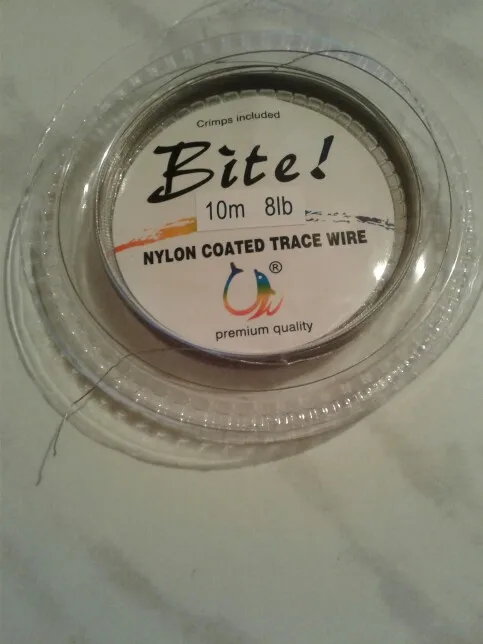 Crimps included
Bite!
10m 8lb
NYLON COATED TRACE WIRE
®
premium quality